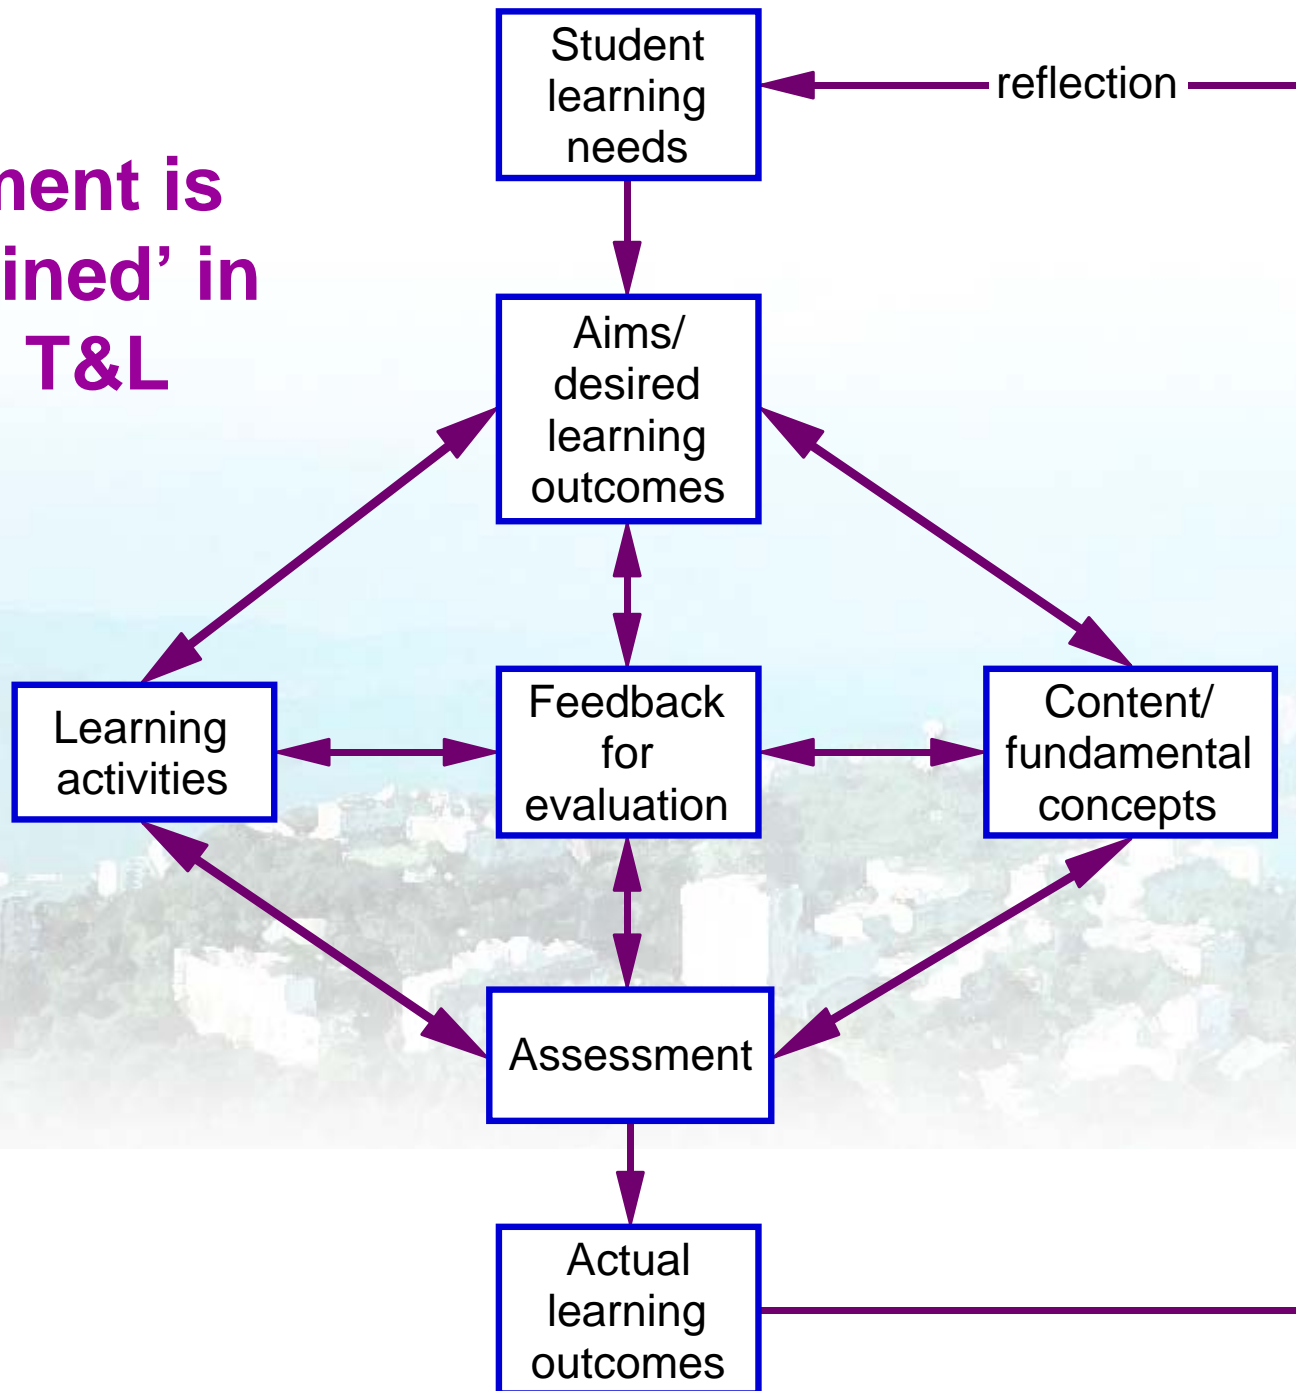 Student
learning
needs
reflection
ment is
ined’ in
T&L
Aims/
desired
learning
outcomes
Learning
activities
Feedback
for
evaluation
Content/
fundamental
concepts
Assessment
Actual
learning
outcomes